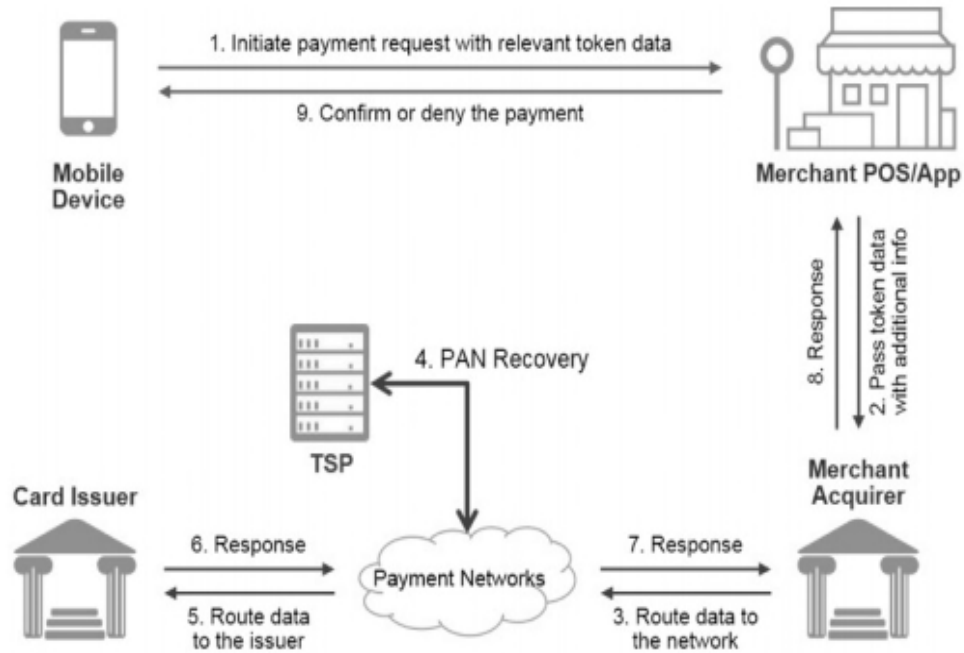 1. Initiate payment request with relevant token data
9. Confirm or deny the payment
Mobile
Device
Merchant POS/App
8. Response
2. Pass token data
with additional info
4. PAN Recovery
TSP
Card Issuer
Merchant
Acquirer
6. Response
7. Response
Payment Networks
5. Route data
to the issuer
3. Route data to
the network